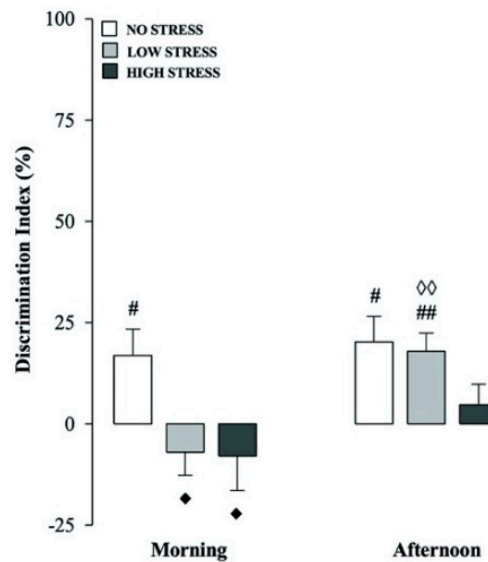 100
NO STRESS
LOW STRESS
HIGH STRESS
75
50
◊◊
# # ##
25
0
◆ ◆
-25
Discrimination Index (%)
Morning Afternoon